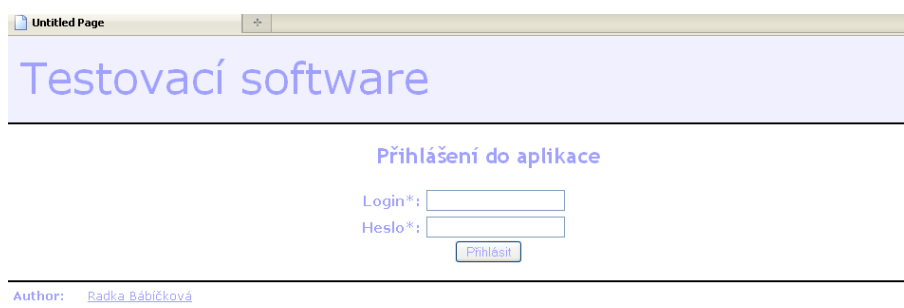 Untitled Page
Testovací software
Přihlášení do aplikace
Login*:
Heslo*:
Přihlásit
Author: Radka Bábíčková